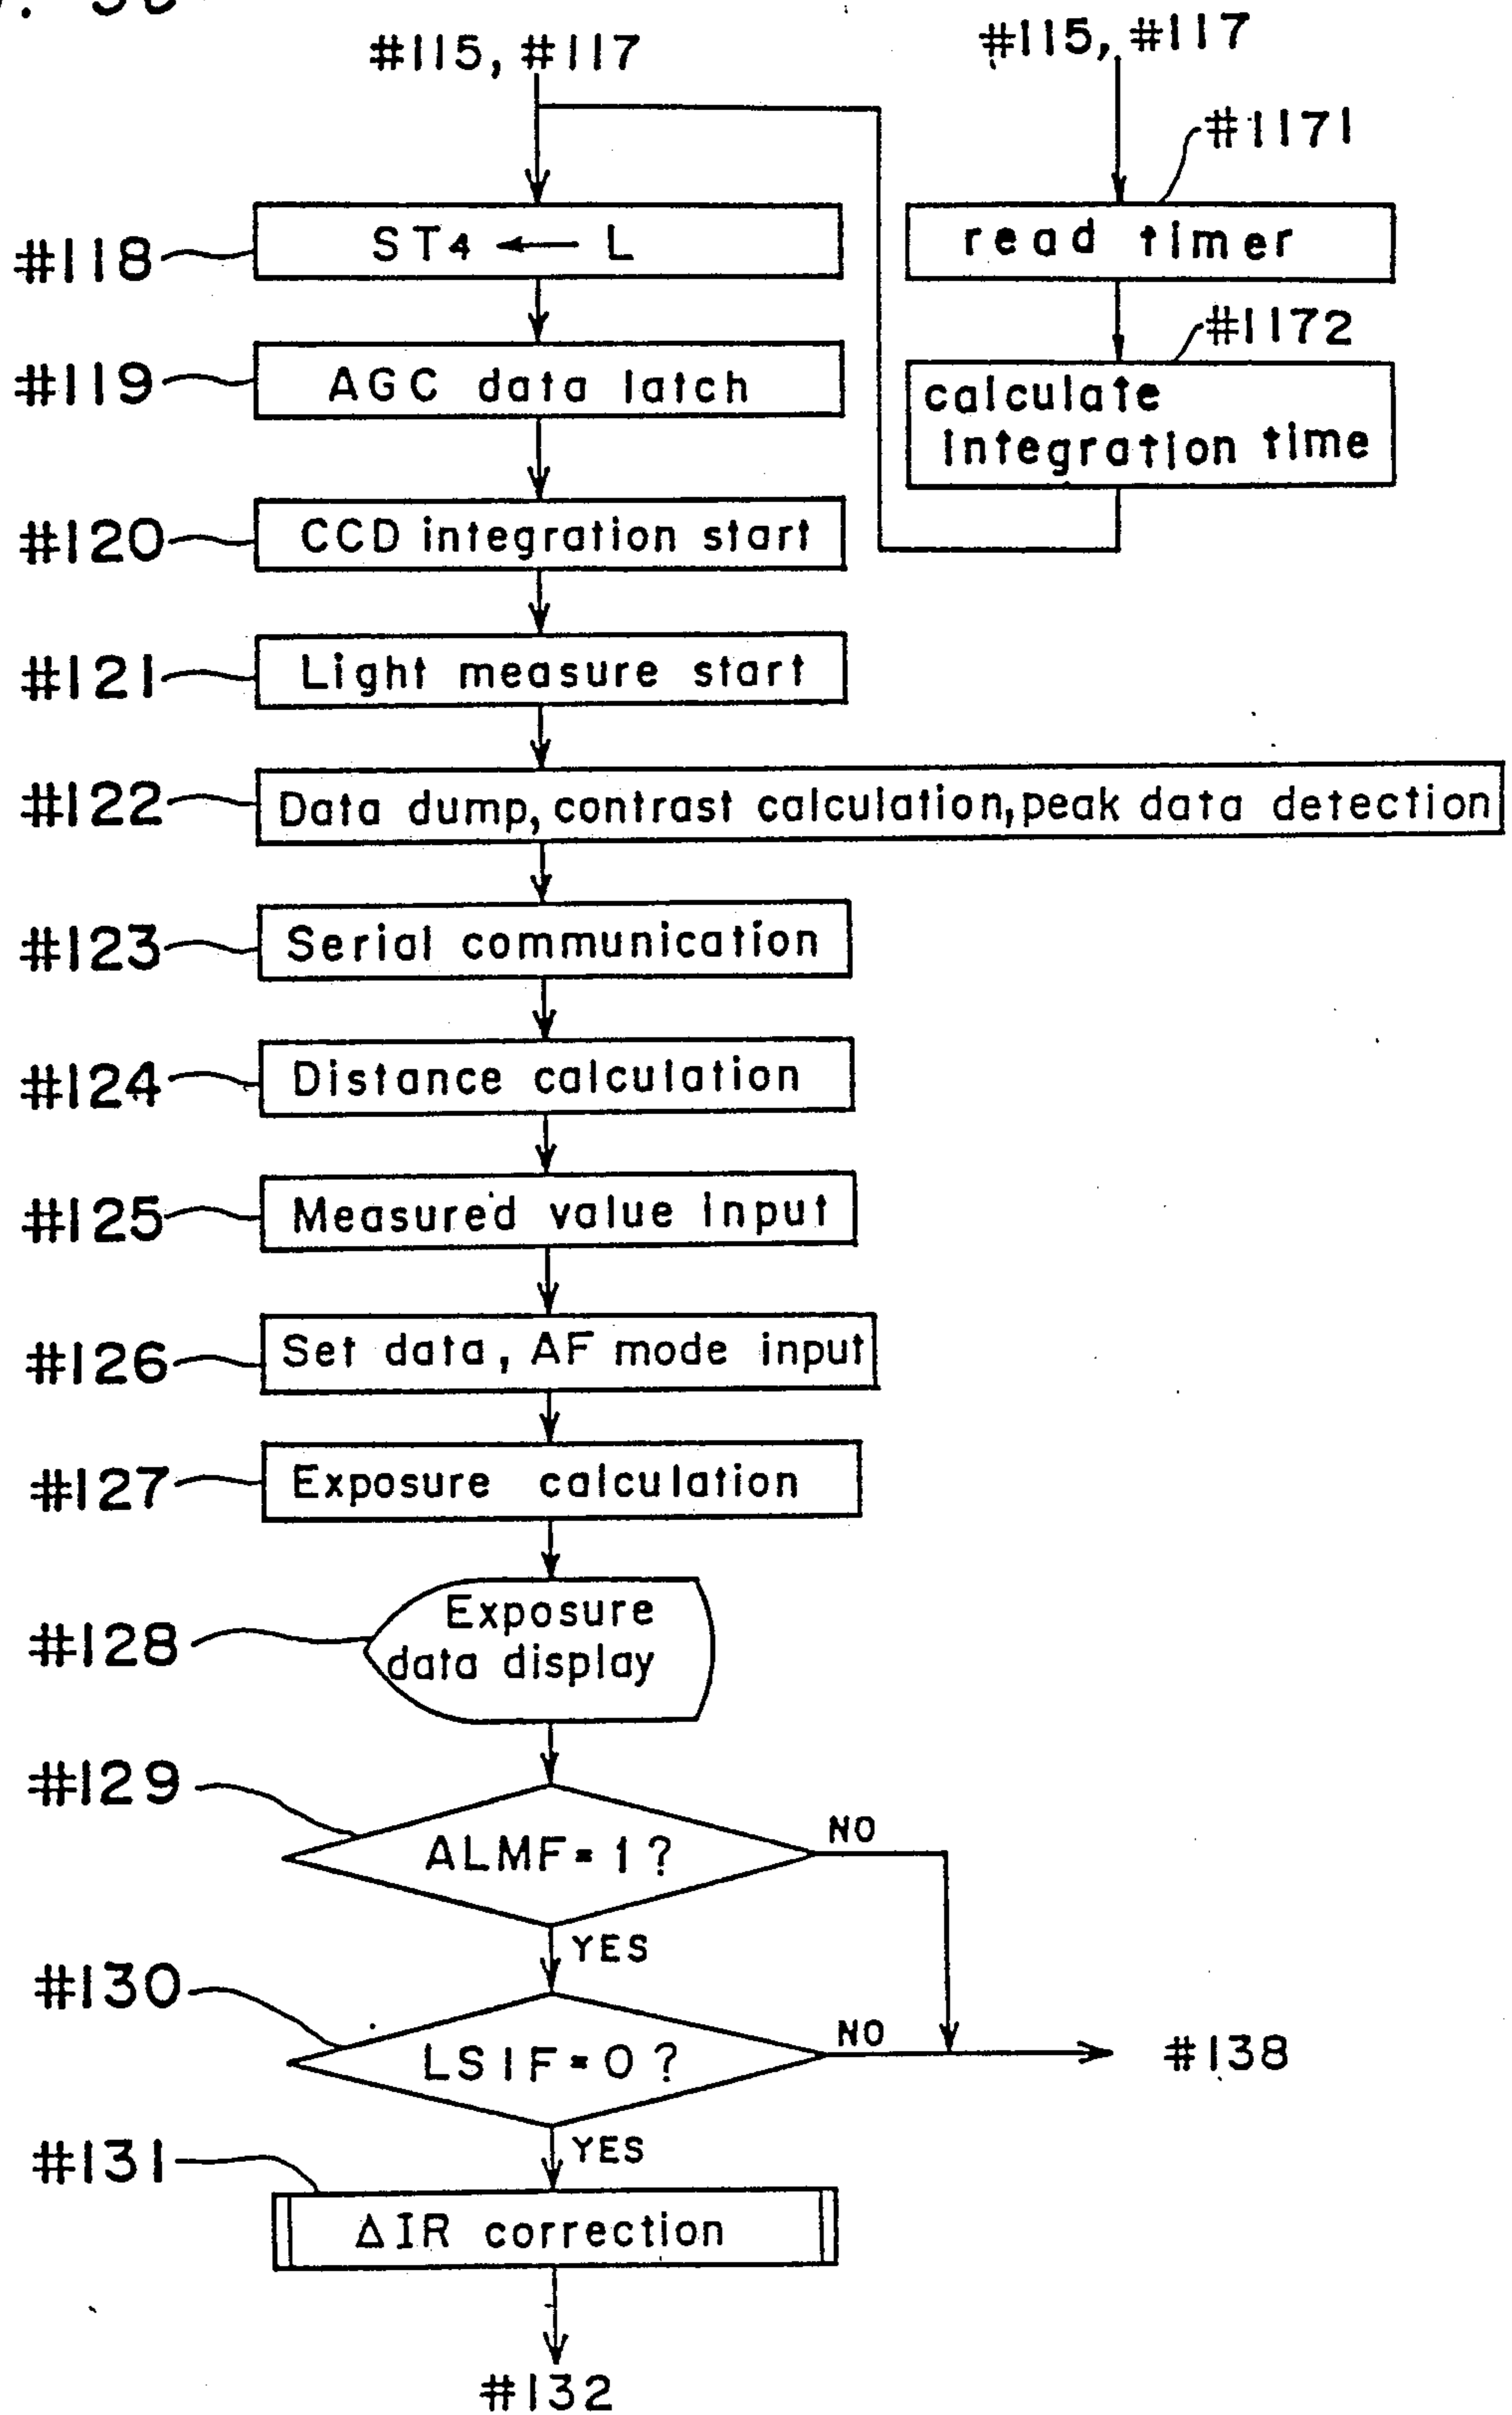 #115, #117
#115, #117
#1171
#118
ST4 ← L
read timer
#1172
#119
AGC data latch
calculate
integration time
#120
CCD integration start
#121
Light measure start
#122
Data dump, contrast calculation, peak data detection
#123
Serial communication
#124
Distance calculation
#125
Measured value input
#126
Set data, AF mode input
#127
Exposure calculation
#128
Exposure
data display
#129
ALMF=1?
NO
YES
#130
LSIF=0?
NO
#138
YES
#131
ΔIR correction
#132